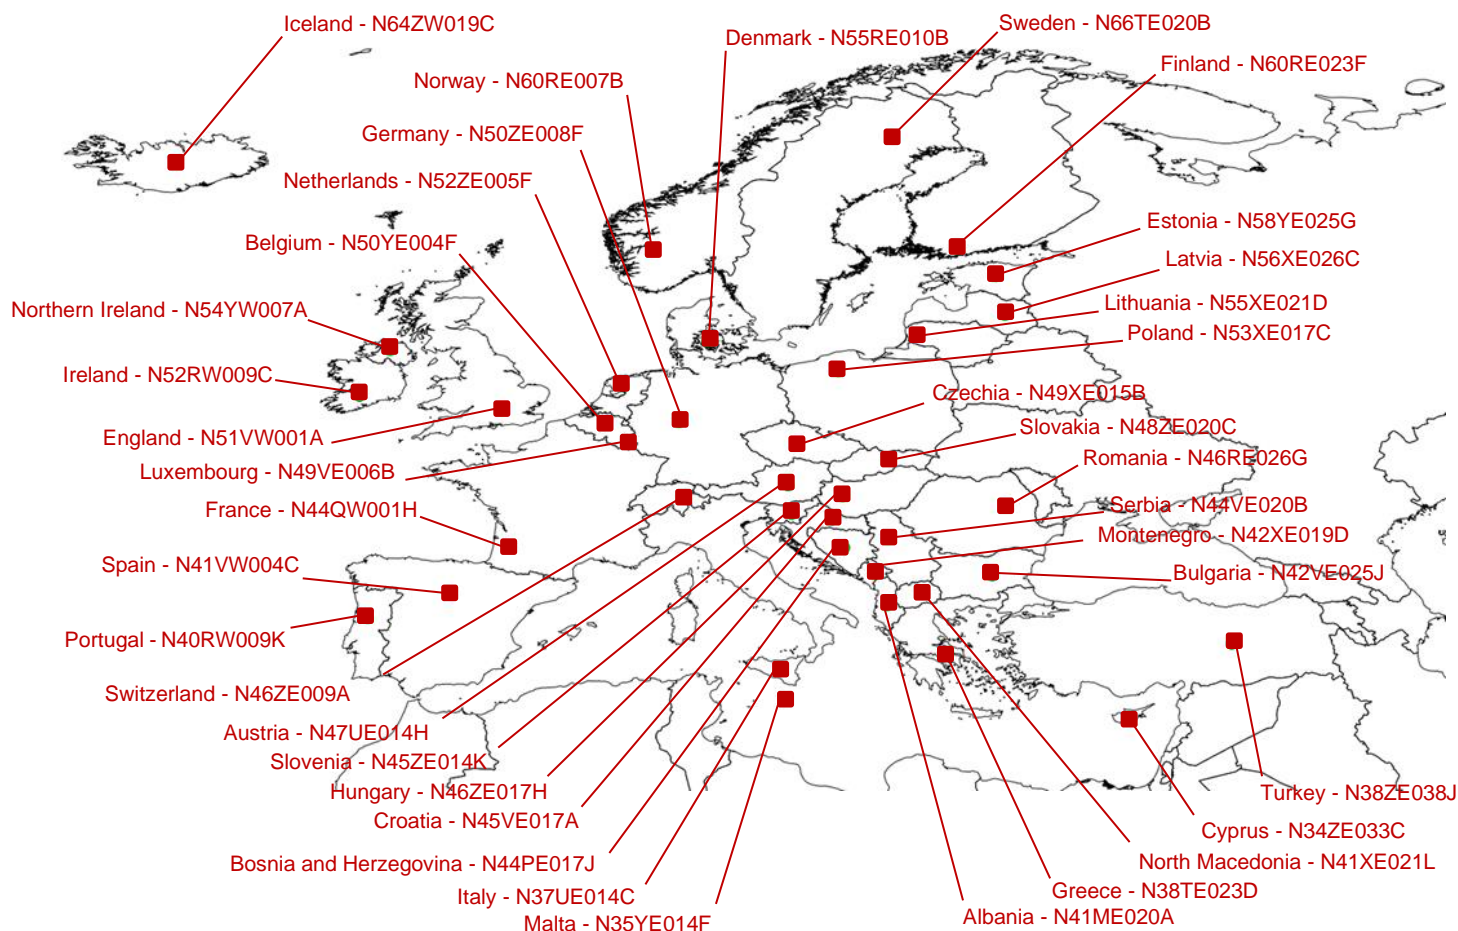 Iceland - N64ZW019C
Sweden - N66TE020B
Denmark - N55RE010B
Finland - N60RE023F
Norway - N60RE007B
Germany - N50ZE008F
Netherlands - N52ZE005F
Belgium - N50YE004F
Estonia - N58YE025G
Latvia - N56XE026C
Northern Ireland - N54YW007A
Lithuania - N55XE021D
Poland - N53XE017C
Ireland - N52RW009C
Czechia - N49XE015B
England - N51VW001A
Slovakia - N48ZE020C
Luxembourg - N49VE006B
Romania - N46RE026G
France - N44QW001H
Serbia - N44VE020B
Montenegro - N42XE019D
Spain - N41VW004C
Bulgaria - N42VE025J
Portugal - N40RW009K
Switzerland - N46ZE009A
Austria - N47UE014H
Slovenia - N45ZE014K
Hungary - N46ZE017H
Turkey - N38ZE038J
Croatia - N45VE017A
Cyprus - N34ZE033C
Bosnia and Herzegovina - N44PE017J
North Macedonia - N41XE021L
Italy - N37UE014C
Greece - N38TE023D
Malta - N35YE014F
Albania - N41ME020A